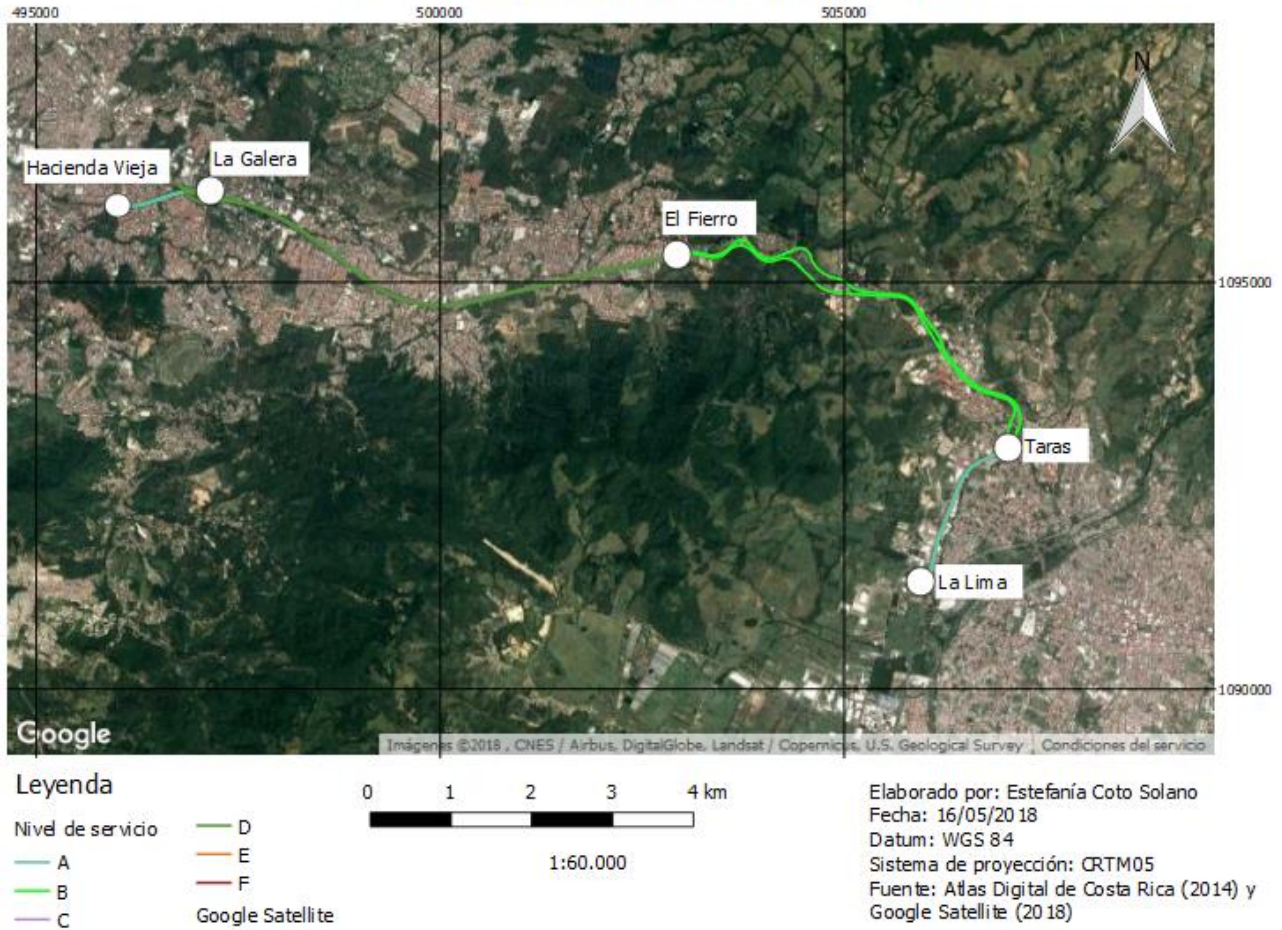 495000
500000
505000
N
Hacienda Vieja
La Galera
El Fierro
1095000
Taras
La Lima
1090000
Google
Imágenes ©2018 , CNES / Airbus, DigitalGlobe, Landsat / Copernicus, U.S. Geological Survey
Condiciones del servicio
Leyenda
Nivel de servicio
A
B
C
D
E
F
Google Satellite
0 1 2 3 4 km
1:60.000
Elaborado por: Estefanía Coto Solano
Fecha: 16/05/2018
Datum: WGS 84
Sistema de proyección: CRTM05
Fuente: Atlas Digital de Costa Rica (2014) y
Google Satellite (2018)